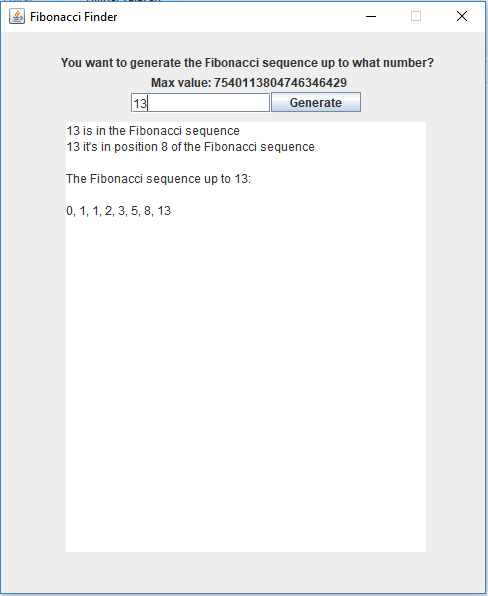 Fibonacci Finder
You want to generate the Fibonacci sequence up to what number?
Max value: 7540113804746346429
13
Generate
13 is in the Fibonacci sequence
13 it's in position 8 of the Fibonacci sequence
The Fibonacci sequence up to 13:
0, 1, 1, 2, 3, 5, 8, 13